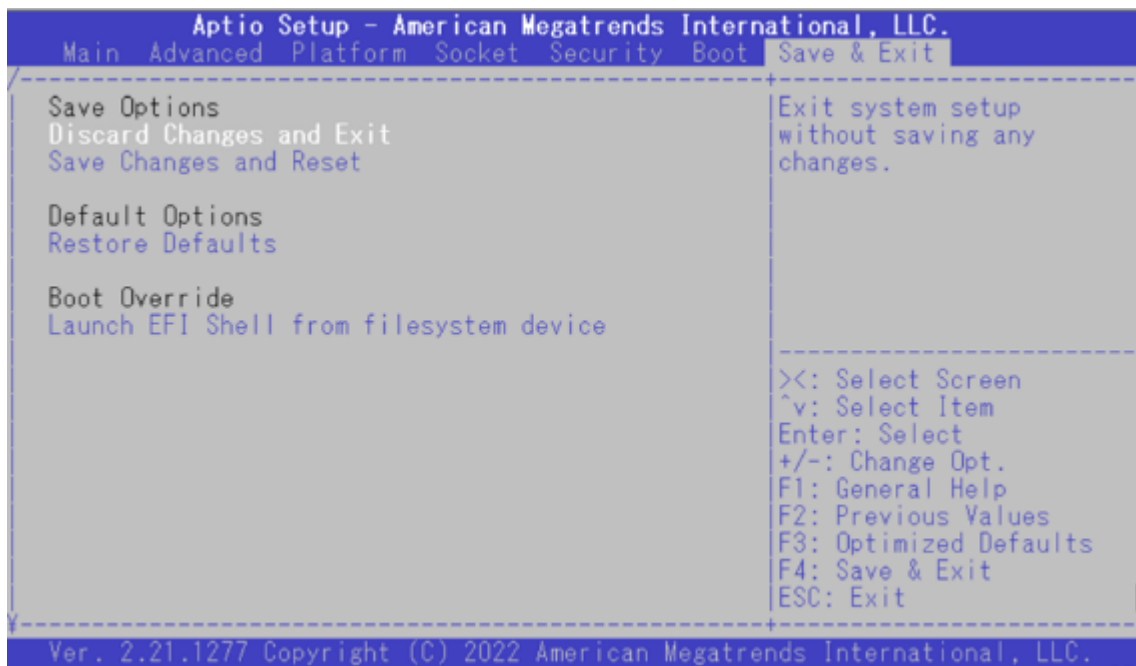 Aptio Setup - American Megatrends International, LLC.
Main Advanced Platform Socket Security Boot Save & Exit
Save Options
Discard Changes and Exit
Save Changes and Reset
Default Options
Restore Defaults
Boot Override
Launch EFI Shell from filesystem device
Exit system setup
without saving any
changes.
><: Select Screen
^v: Select Item
Enter: Select
+/-: Change Opt.
F1: General Help
F2: Previous Values
F3: Optimized Defaults
F4: Save & Exit
ESC: Exit
Ver. 2.21.1277 Copyright (C) 2022 American Megatrends International, LLC.